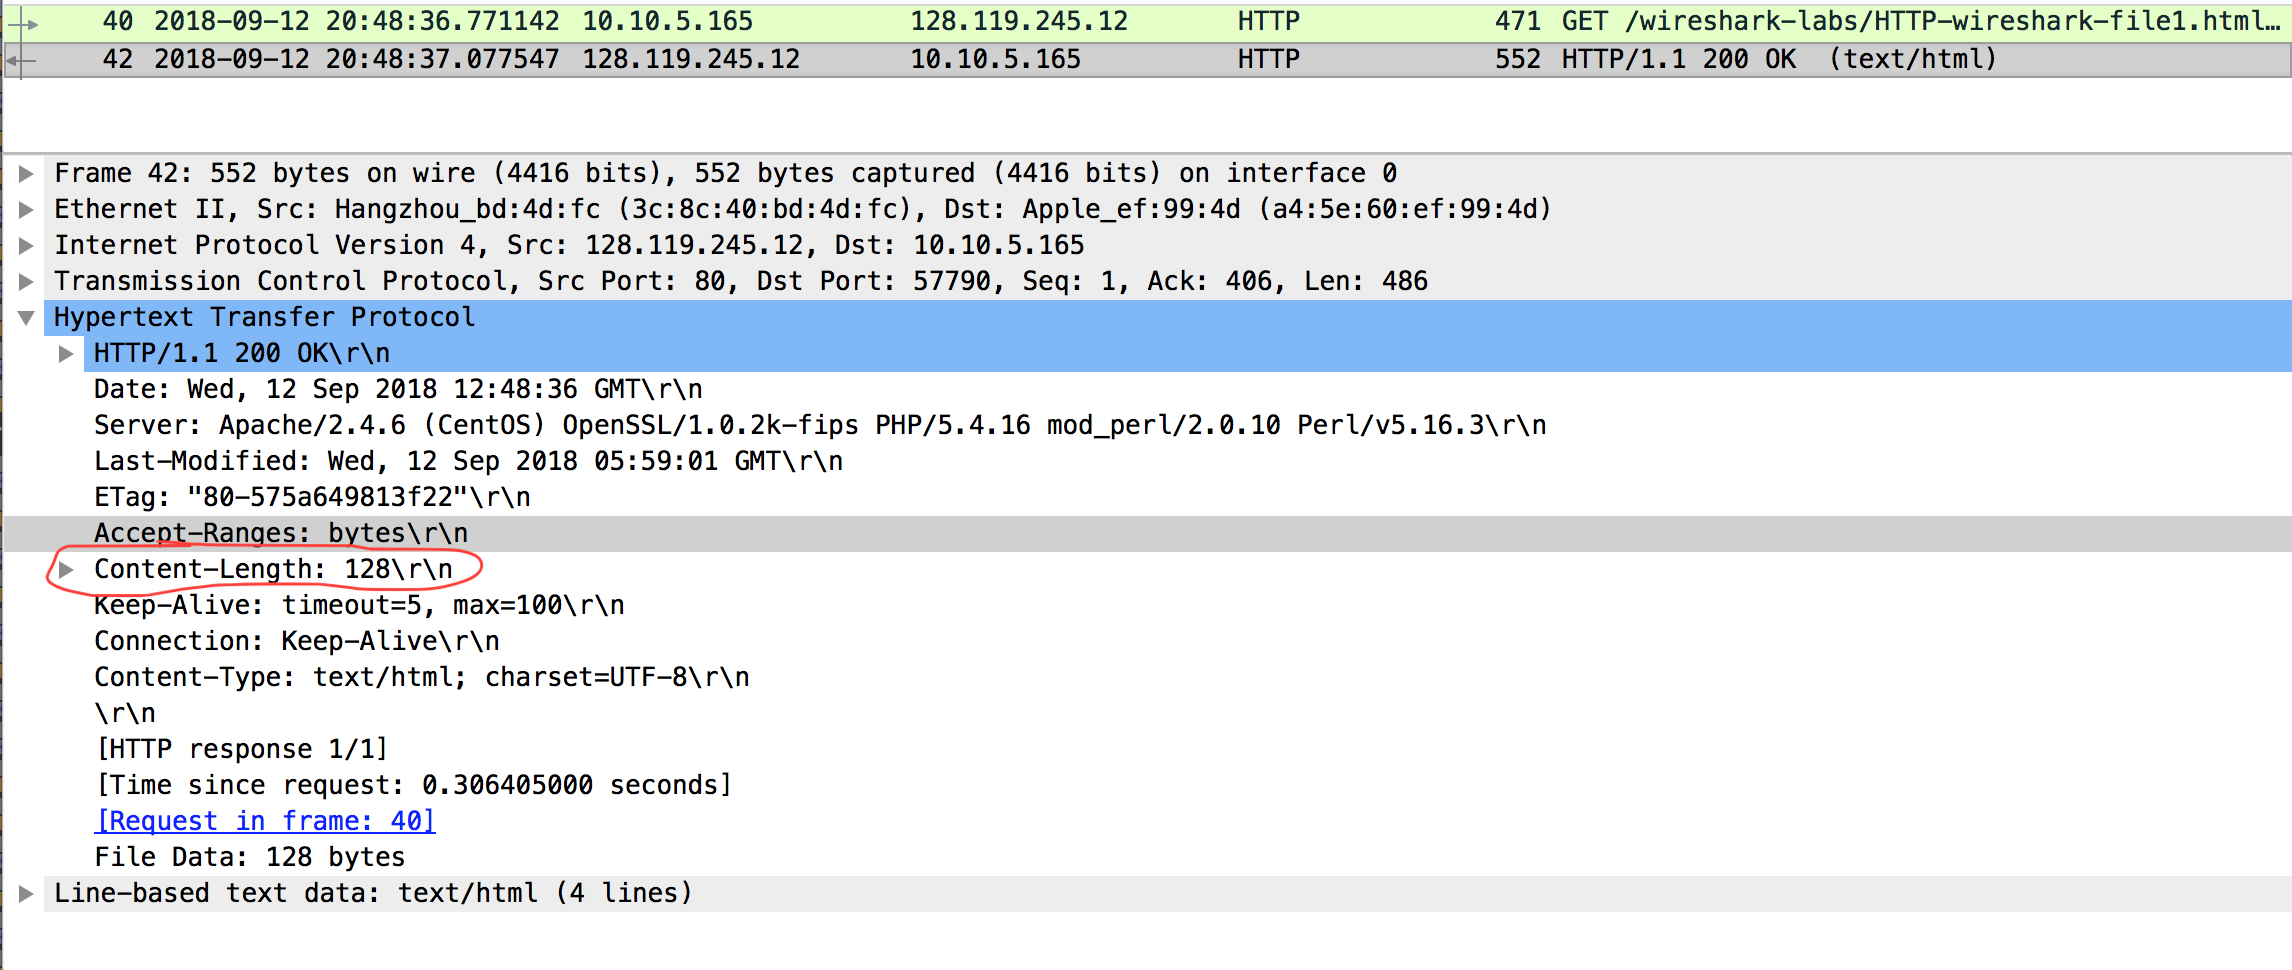 40 2018-09-12 20:48:36.771142 10.10.5.165 128.119.245.12 HTTP 471 GET /wireshark-labs/HTTP-wireshark-file1.html…
42 2018-09-12 20:48:37.077547 128.119.245.12 10.10.5.165 HTTP 552 HTTP/1.1 200 OK (text/html)
Frame 42: 552 bytes on wire (4416 bits), 552 bytes captured (4416 bits) on interface 0
Ethernet II, Src: Hangzhou_bd:4d:fc (3c:8c:40:bd:4d:fc), Dst: Apple_ef:99:4d (a4:5e:60:ef:99:4d)
Internet Protocol Version 4, Src: 128.119.245.12, Dst: 10.10.5.165
Transmission Control Protocol, Src Port: 80, Dst Port: 57790, Seq: 1, Ack: 406, Len: 486
Hypertext Transfer Protocol
HTTP/1.1 200 OK\r\n
Date: Wed, 12 Sep 2018 12:48:36 GMT\r\n
Server: Apache/2.4.6 (CentOS) OpenSSL/1.0.2k-fips PHP/5.4.16 mod_perl/2.0.10 Perl/v5.16.3\r\n
Last-Modified: Wed, 12 Sep 2018 05:59:01 GMT\r\n
ETag: "80-575a649813f22"\r\n
Accept-Ranges: bytes\r\n
Content-Length: 128\r\n
Keep-Alive: timeout=5, max=100\r\n
Connection: Keep-Alive\r\n
Content-Type: text/html; charset=UTF-8\r\n
\r\n
[HTTP response 1/1]
[Time since request: 0.306405000 seconds]
[Request in frame: 40]
File Data: 128 bytes
Line-based text data: text/html (4 lines)